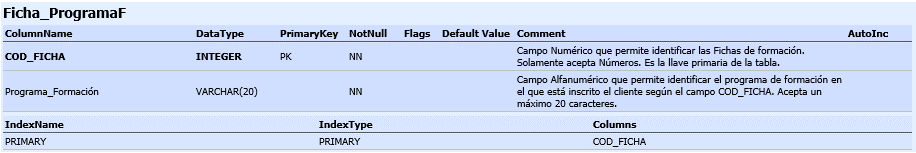 Ficha_ProgramaF
ColumnName DataType PrimaryKey NotNull Flags Default Value Comment AutoInc
COD_FICHA INTEGER PK NN Campo Numérico que permite identificar las Fichas de formación.
Solamente acepta Números. Es la llave primaria de la tabla.
Programa_Formación VARCHAR(20) NN Campo Alfanumérico que permite identificar el programa de formación en
el que está inscrito el cliente según el campo COD_FICHA. Acepta un
máximo 20 caracteres.
IndexName IndexType Columns
PRIMARY PRIMARY COD_FICHA